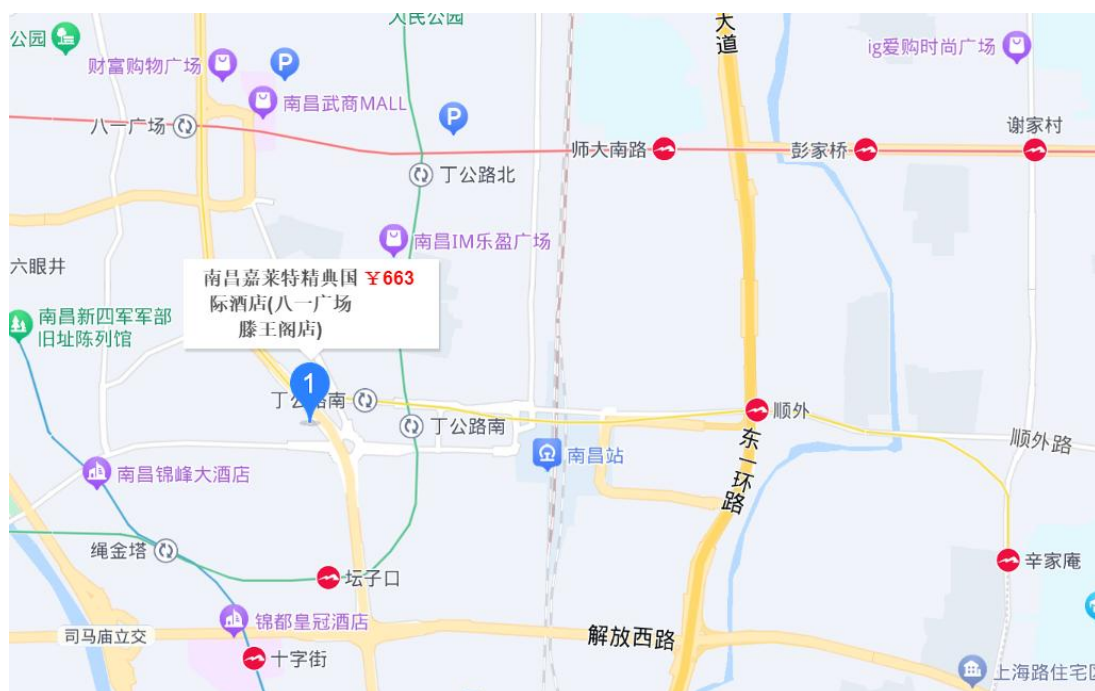 人民公园
公园
财富购物广场
P
大道
ig爱购时尚广场
南昌武商MALL
P
八一广场
师大南路
彭家桥
谢家村
丁公路北
南昌IM乐盈广场
六眼井
南昌嘉莱特精典国 ¥663
际酒店(八一广场
滕王阁店)
南昌新四军军部
旧址陈列馆
1
丁公路南
丁公路南
顺外
顺外路
东一环路
南昌站
南昌锦峰大酒店
绳金塔
坛子口
辛家庵
锦都皇冠酒店
司马庙立交
解放西路
十字街
上海路住宅区